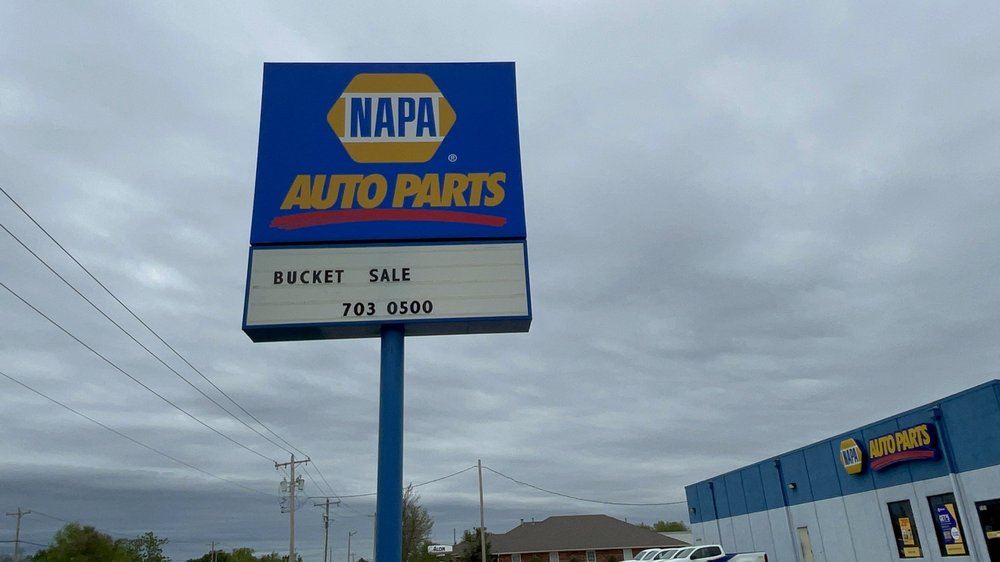 NAPA
®
AUTO PARTS
BUCKET SALE
703 0500
NAPA
AUTO PARTS